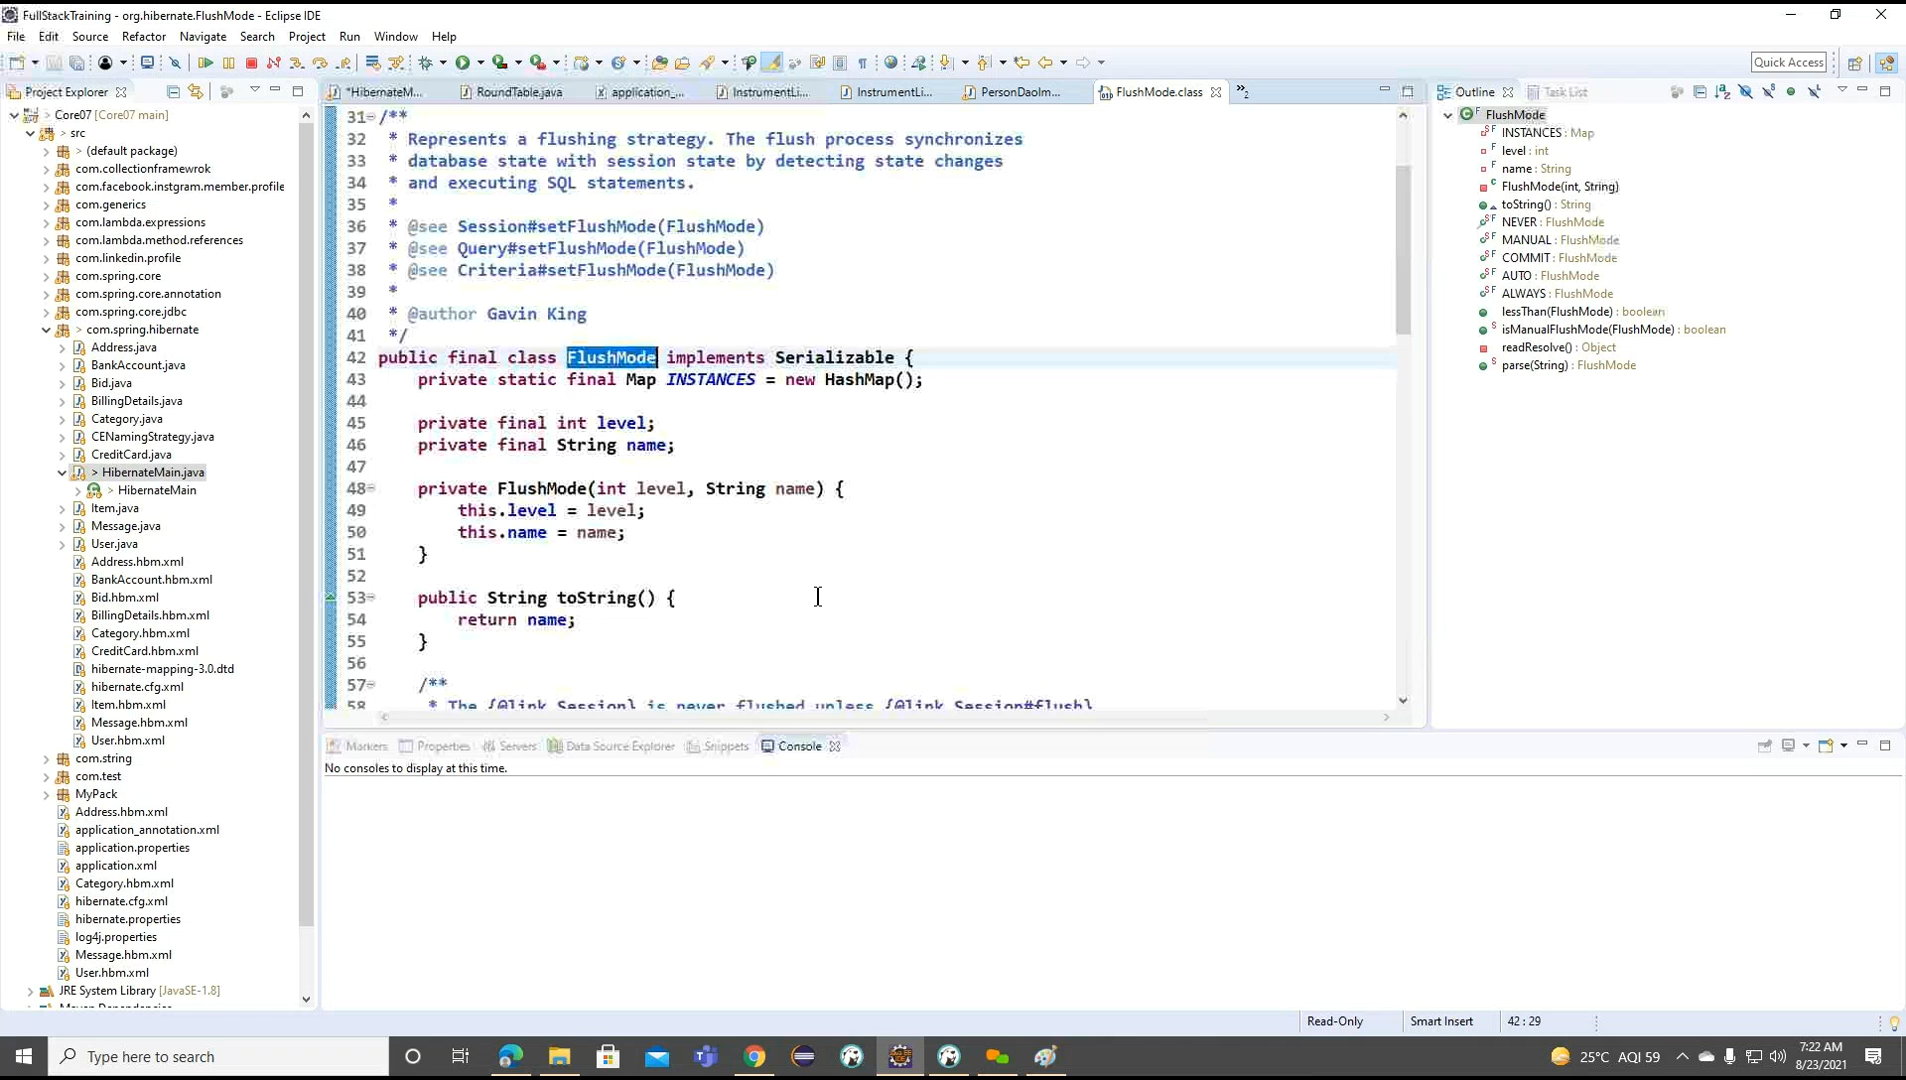 FullStackTraining - org.hibernate.FlushMode - Eclipse IDE
File Edit Source Refactor Navigate Search Project Run Window Help
Quick Access
Project Explorer
Core07 [Core07 main]
> src
> (default package)
com.collectionframewrok
com.facebook.instgram.member.profile
com.generics
com.lambda.expressions
com.lambda.method.references
com.linkedin.profile
com.spring.core
com.spring.core.annotation
com.spring.core.jdbc
> com.spring.hibernate
Address.java
BankAccount.java
Bid.java
BillingDetails.java
Category.java
CENamingStrategy.java
CreditCard.java
> HibernateMain.java
> HibernateMain
Item.java
Message.java
User.java
Address.hbm.xml
BankAccount.hbm.xml
Bid.hbm.xml
BillingDetails.hbm.xml
Category.hbm.xml
CreditCard.hbm.xml
hibernate-mapping-3.0.dtd
hibernate.cfg.xml
Item.hbm.xml
Message.hbm.xml
User.hbm.xml
com.string
com.test
MyPack
Address.hbm.xml
application_annotation.xml
application.properties
application.xml
Category.hbm.xml
hibernate.cfg.xml
hibernate.properties
log4j.properties
Message.hbm.xml
User.hbm.xml
JRE System Library [JavaSE-1.8]
*HibernateM... RoundTable.java application_... InstrumentLi... InstrumentLi... PersonDaoIm... FlushMode.class »2
31 /**
32 * Represents a flushing strategy. The flush process synchronizes
33 * database state with session state by detecting state changes
34 * and executing SQL statements.
35 *
36 * @see Session#setFlushMode(FlushMode)
37 * @see Query#setFlushMode(FlushMode)
38 * @see Criteria#setFlushMode(FlushMode)
39 *
40 * @author Gavin King
41 */
42 public final class FlushMode implements Serializable {
43 private static final Map INSTANCES = new HashMap();
44
45 private final int level;
46 private final String name;
47
48 private FlushMode(int level, String name) {
49 this.level = level;
50 this.name = name;
51 }
52
53 public String toString() {
54 return name;
55 }
56
57 /**
58 * The {@link Session} is never flushed unless {@link Session#flush}
Outline Task List
FlushMode
INSTANCES : Map
level : int
name : String
FlushMode(int, String)
toString() : String
NEVER : FlushMode
MANUAL : FlushMode
COMMIT : FlushMode
AUTO : FlushMode
ALWAYS : FlushMode
lessThan(FlushMode) : boolean
isManualFlushMode(FlushMode) : boolean
readResolve() : Object
parse(String) : FlushMode
Markers Properties Servers Data Source Explorer Snippets Console
No consoles to display at this time.
Read-Only Smart Insert 42 : 29
Type here to search
25°C AQI 59
7:22 AM
8/23/2021